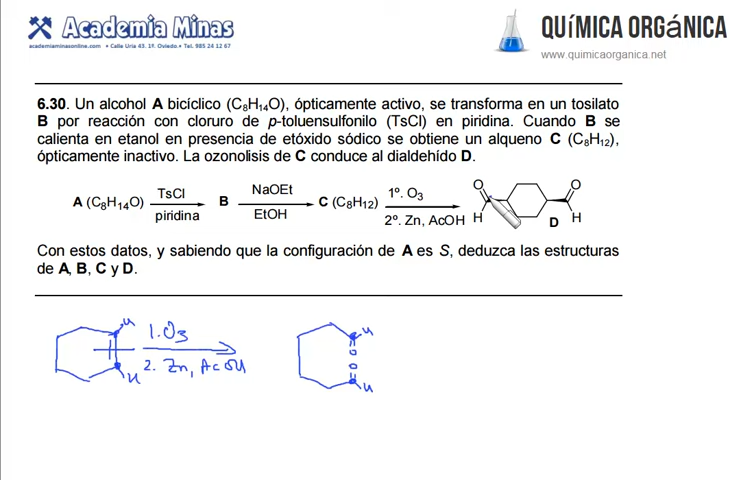 Academia Minas
academiaminasonline.com • Calle Uría 43. 1º. Oviedo.• Tel. 985 24 12 67
QUÍMICA ORGÁNICA
www.quimicaorganica.net
6.30. Un alcohol A bicíclico (C₈H₁₄O), ópticamente activo, se transforma en un tosilato
B por reacción con cloruro de p-toluensulfonilo (TsCl) en piridina. Cuando B se
calienta en etanol en presencia de etóxido sódico se obtiene un alqueno C (C₈H₁₂),
ópticamente inactivo. La ozonolisis de C conduce al dialdehído D.
A (C₈H₁₄O) TsCl piridina B NaOEt EtOH C (C₈H₁₂) 1º. O₃ 2º. Zn, AcOH O H D O H
Con estos datos, y sabiendo que la configuración de A es S, deduzca las estructuras
de A, B, C y D.
H H 1. O₃ 2. Zn, AcOH H O O H